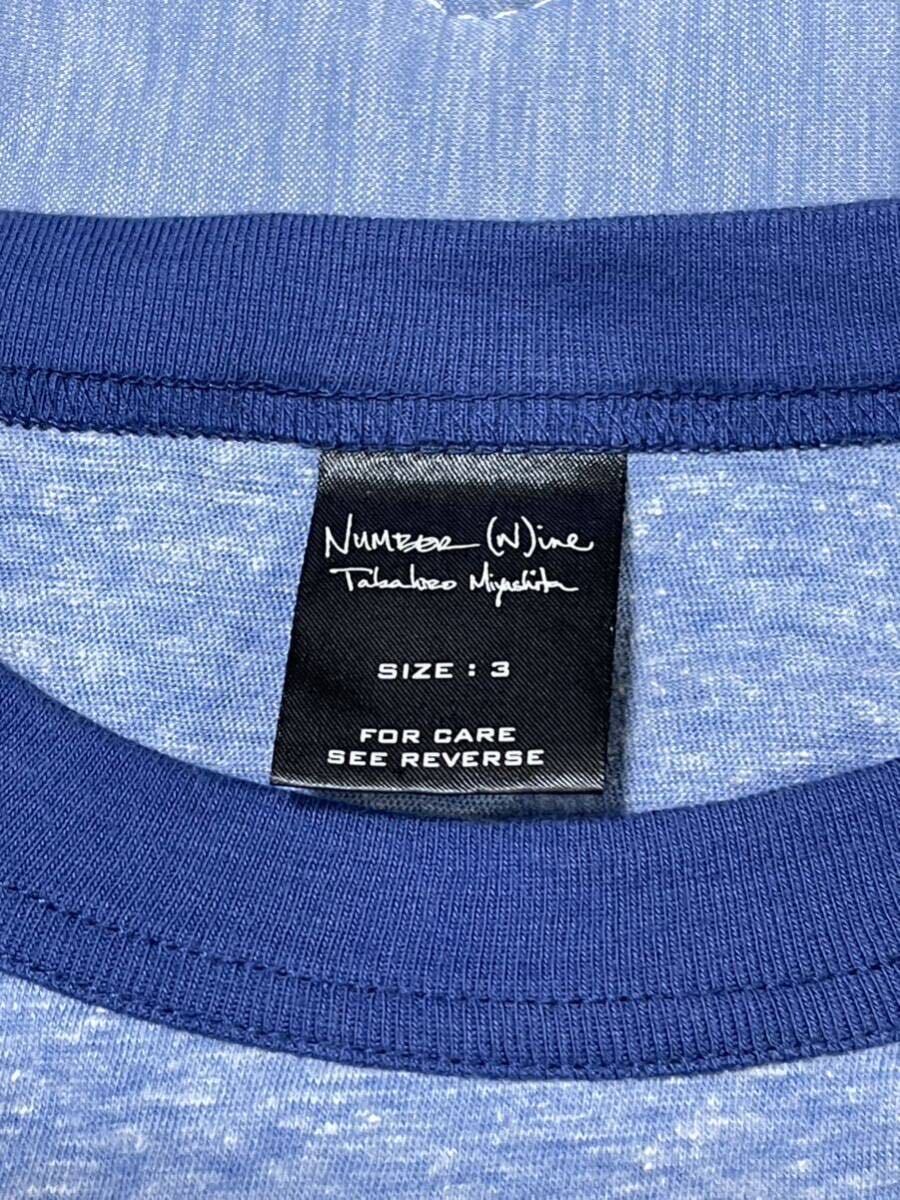 NUMBER (N)ine
Takahiro Miyashita
SIZE : 3
FOR CARE
SEE REVERSE